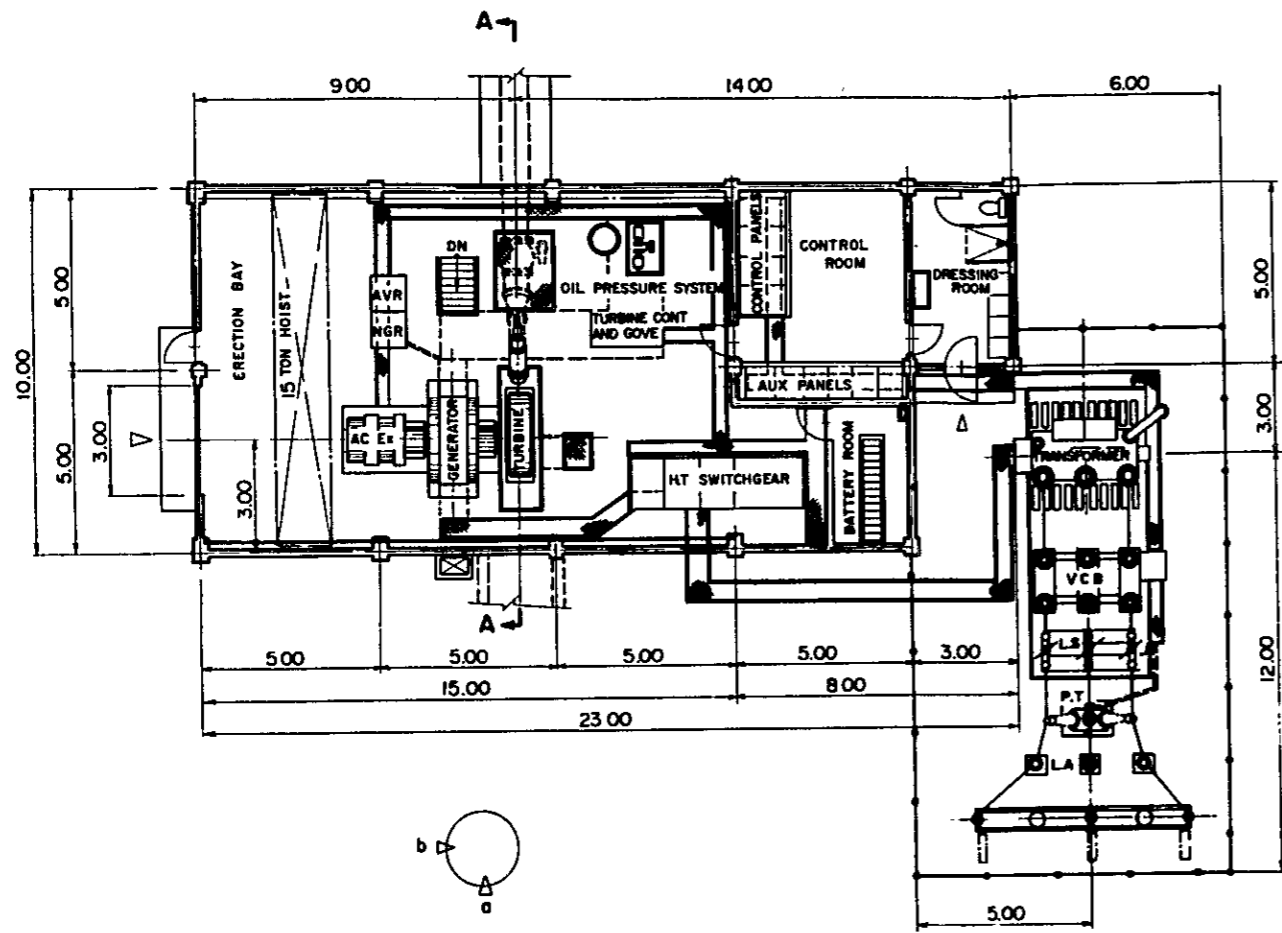 A
9.00
14.00
6.00
10.00
5.00
5.00
3.00
3.00
ERECTION BAY
15 TON HOIST
DN
AVR
NGR
OIL PRESSURE SYSTEM
TURBINE CONT
AND GOVE
CONTROL PANELS
CONTROL
ROOM
DRESSING
ROOM
5.00
3.00
12.00
AUX PANELS
AC Ex
GENERATOR
TURBINE
H.T SWITCHGEAR
BATTERY ROOM
TRANSFORMER
VCB
L.S
P.T
L.A
A
5.00
5.00
5.00
5.00
3.00
15.00
8.00
23.00
b
a
5.00